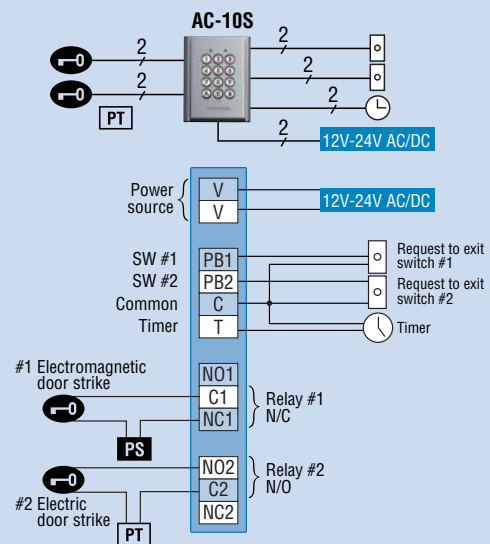 AC-10S
2
2
2
2
2
2
PT
12V-24V AC/DC
Power
source
V
V
12V-24V AC/DC
SW #1
PB1
Request to exit
switch #1
SW #2
PB2
Request to exit
switch #2
Common
C
Timer
T
Timer
#1 Electromagnetic
door strike
NO1
C1
NC1
Relay #1
N/C
PS
NO2
C2
NC2
Relay #2
N/O
#2 Electric
door strike
PT